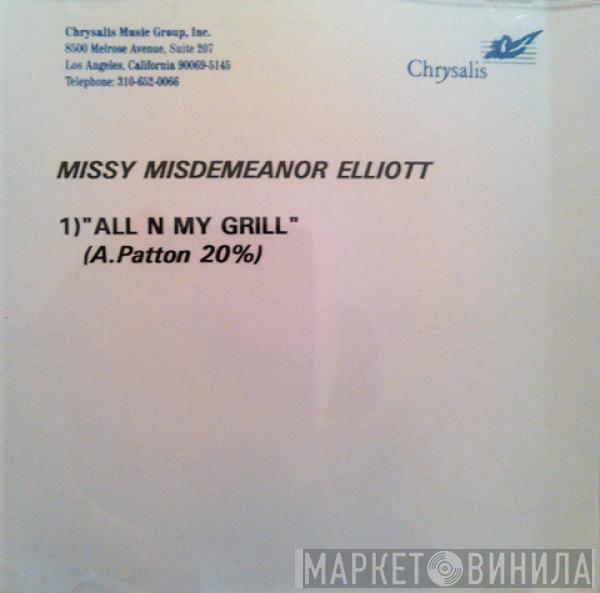 Chrysalis Music Group, Inc.
8500 Melrose Avenue, Suite 207
Los Angeles, California 90069-5145
Telephone: 310-652-0066
Chrysalis
MISSY MISDEMEANOR ELLIOTT
1)"ALL N MY GRILL"
(A.Patton 20%)
МАРКЕТ ВИНИЛА